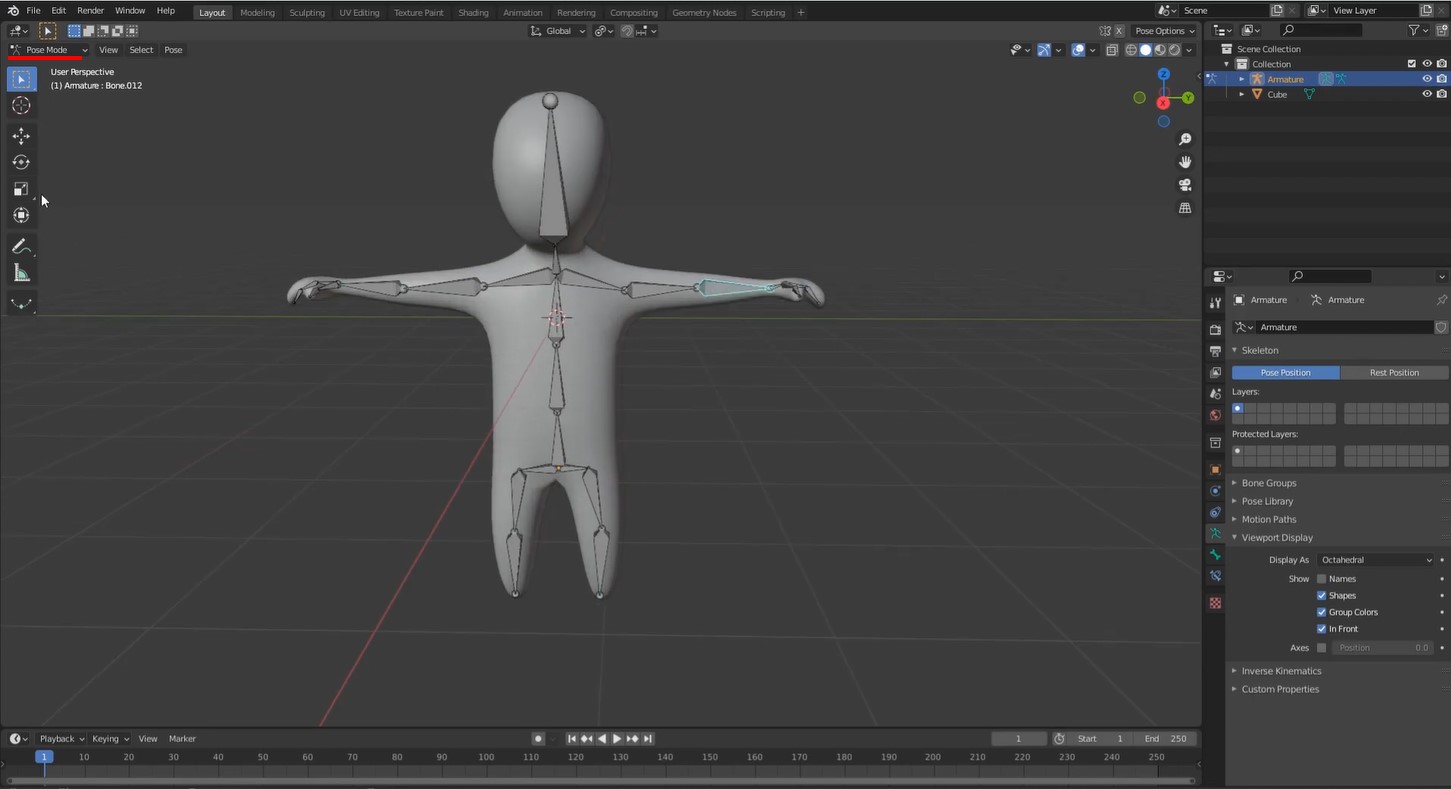 File Edit Render Window Help Layout Modeling Sculpting UV Editing Texture Paint Shading Animation Rendering Compositing Geometry Nodes Scripting + Scene View Layer
Global X Pose Options
Pose Mode View Select Pose
User Perspective
(1) Armature : Bone.012
Z
Y
X
Scene Collection
Collection
Armature
Cube
Armature Armature
Armature
Skeleton
Pose Position Rest Position
Layers:
Protected Layers:
Bone Groups
Pose Library
Motion Paths
Viewport Display
Display As Octahedral
Show Names
Shapes
Group Colors
In Front
Axes Position 0.0
Inverse Kinematics
Custom Properties
Playback Keying View Marker 1 Start 1 End 250
1 10 20 30 40 50 60 70 80 90 100 110 120 130 140 150 160 170 180 190 200 210 220 230 240 250